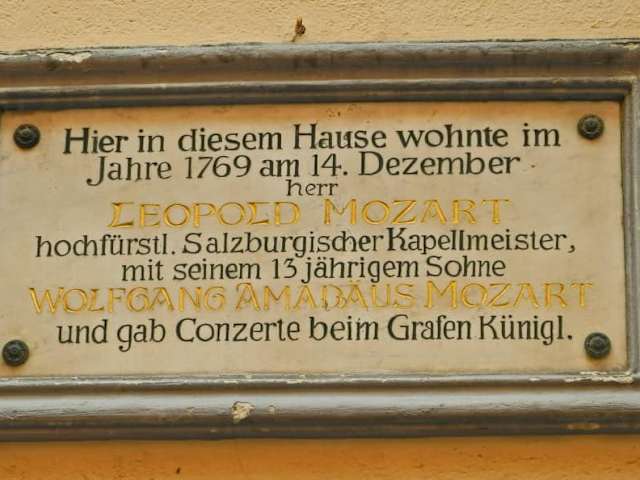 Hier in diesem Hause wohnte im
Jahre 1769 am 14. Dezember
herr
LEOPOLD MOZART
hochfürstl. Salzburgischer Kapellmeister,
mit seinem 13 jährigem Sohne
WOLFGANG AMADÄUS MOZART
und gab Conzerte beim Grafen Künigl.